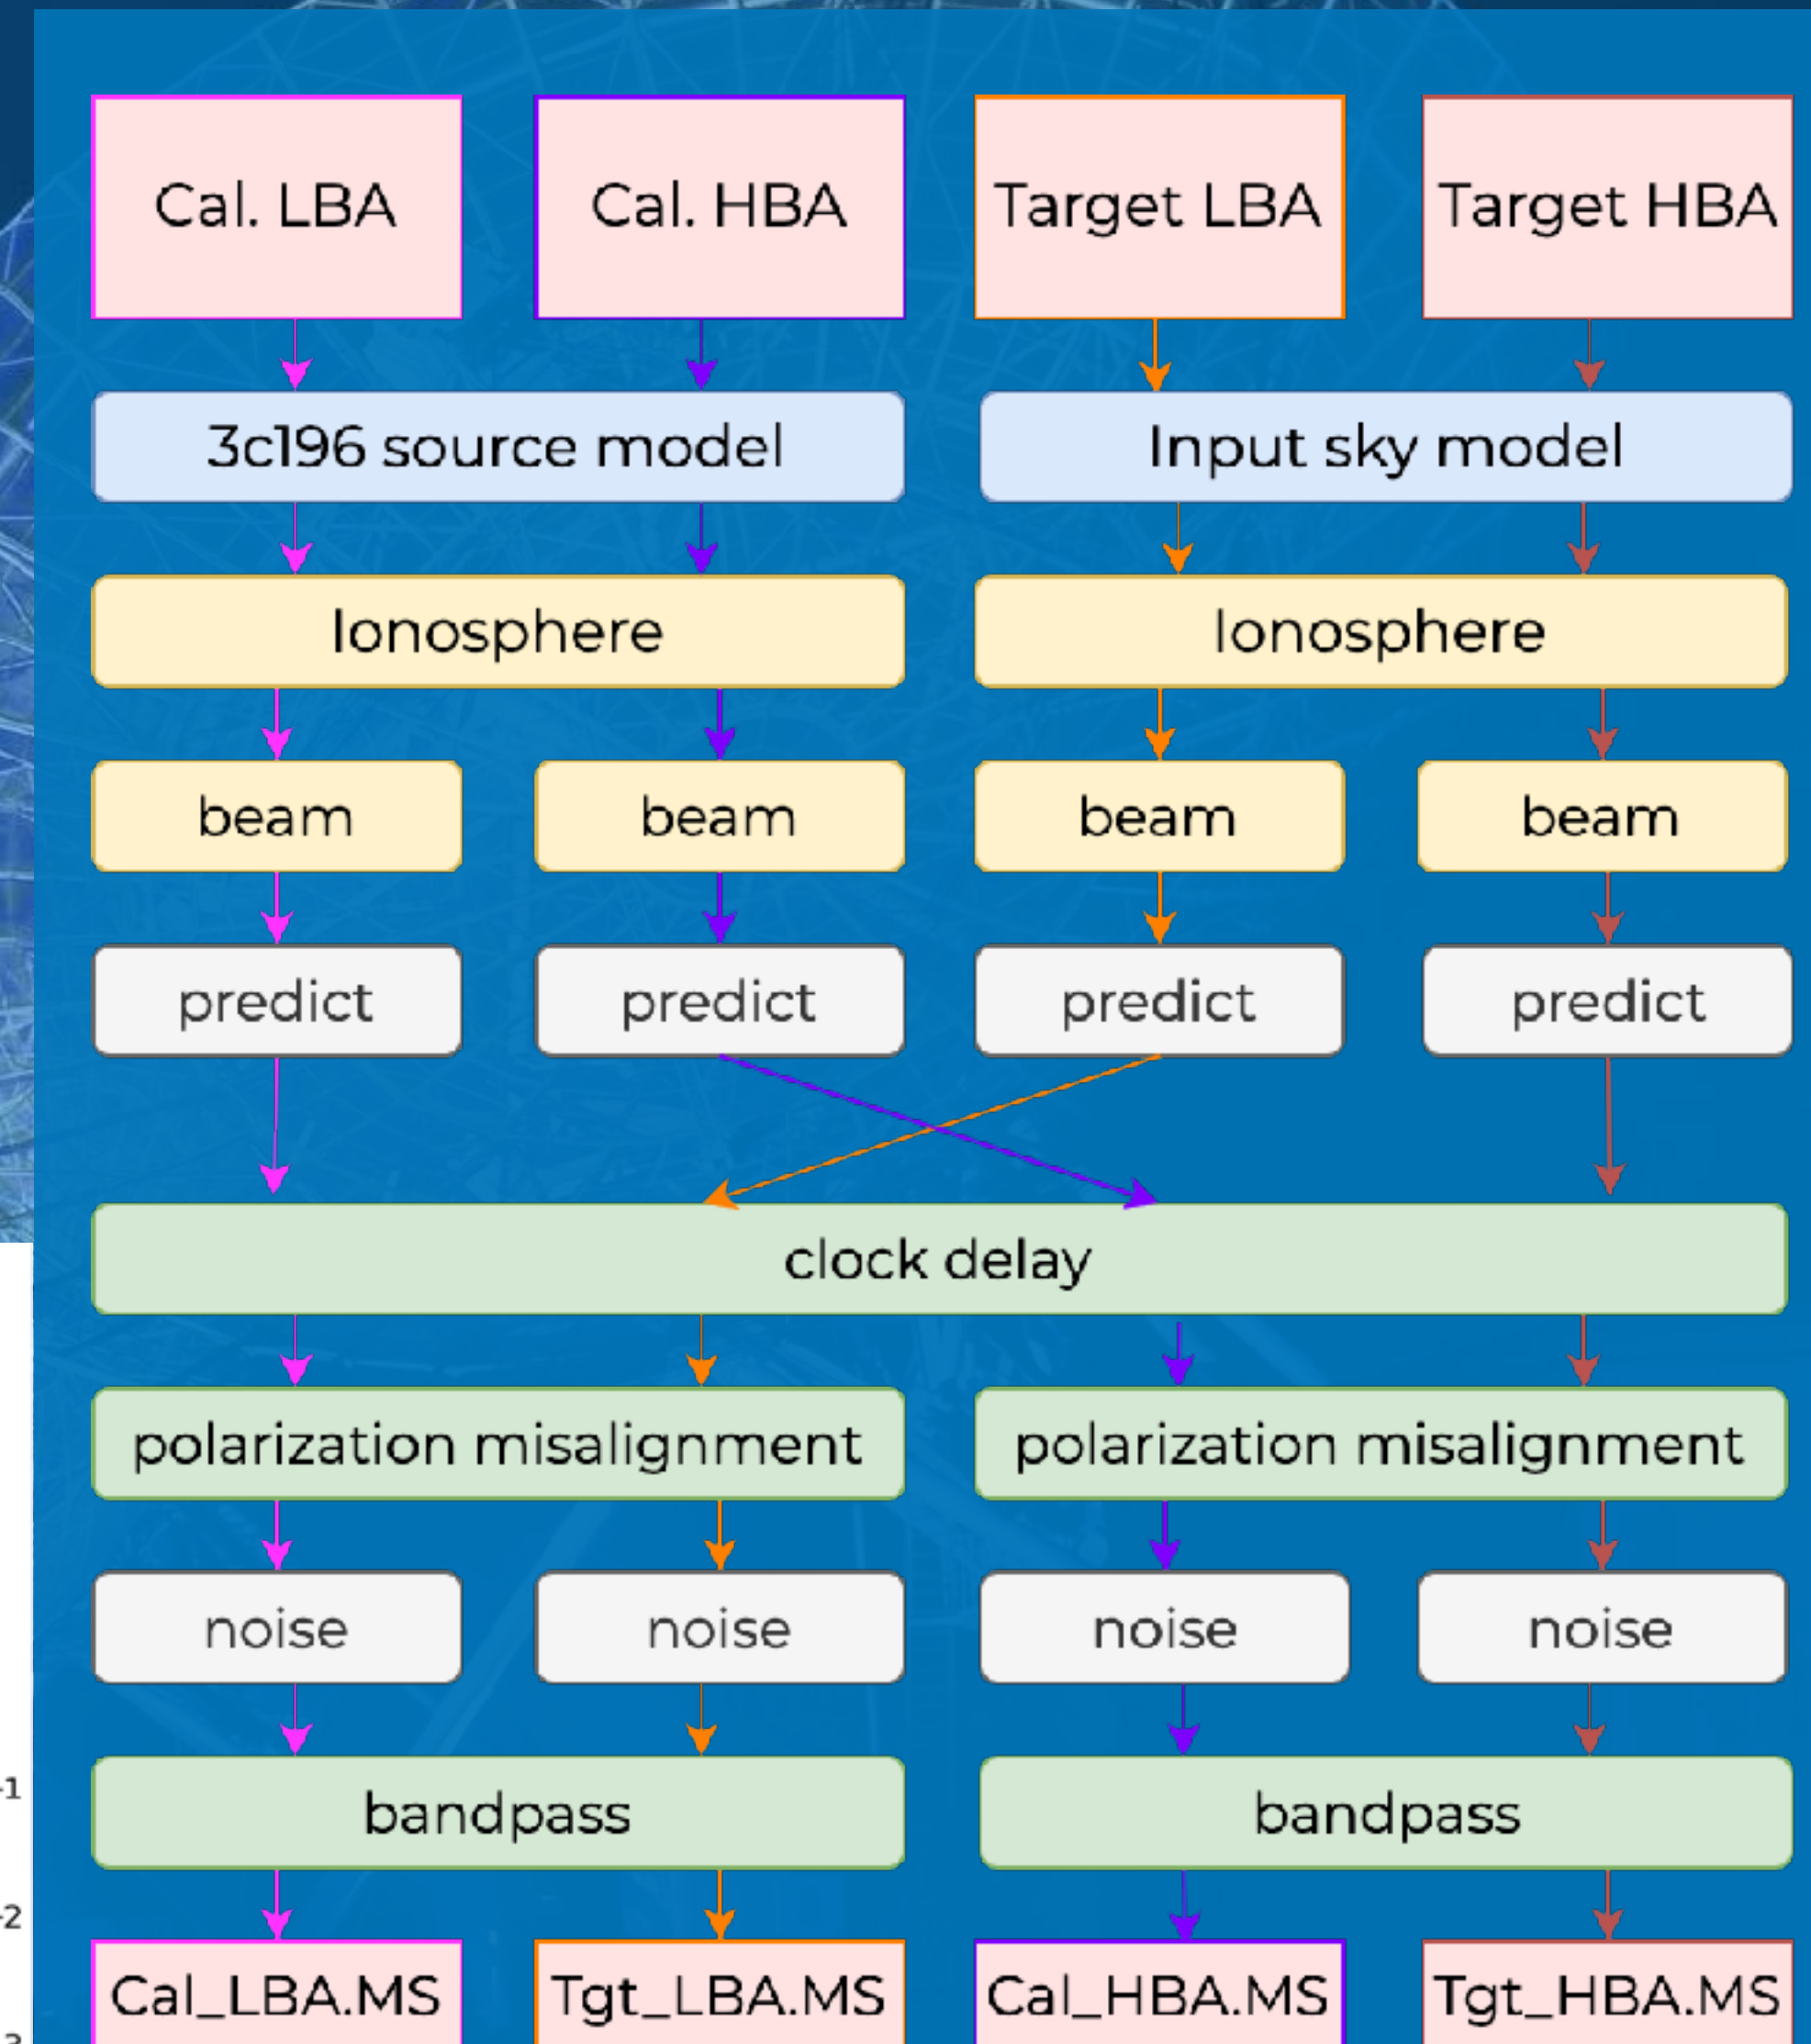 Cal. LBA
Cal. HBA
Target LBA
Target HBA
3c196 source model
Input sky model
Ionosphere
Ionosphere
beam
beam
beam
beam
predict
predict
predict
predict
clock delay
polarization misalignment
polarization misalignment
noise
noise
noise
noise
-1
bandpass
bandpass
-2
Cal_LBA.MS
Tgt_LBA.MS
Cal_HBA.MS
Tgt_HBA.MS